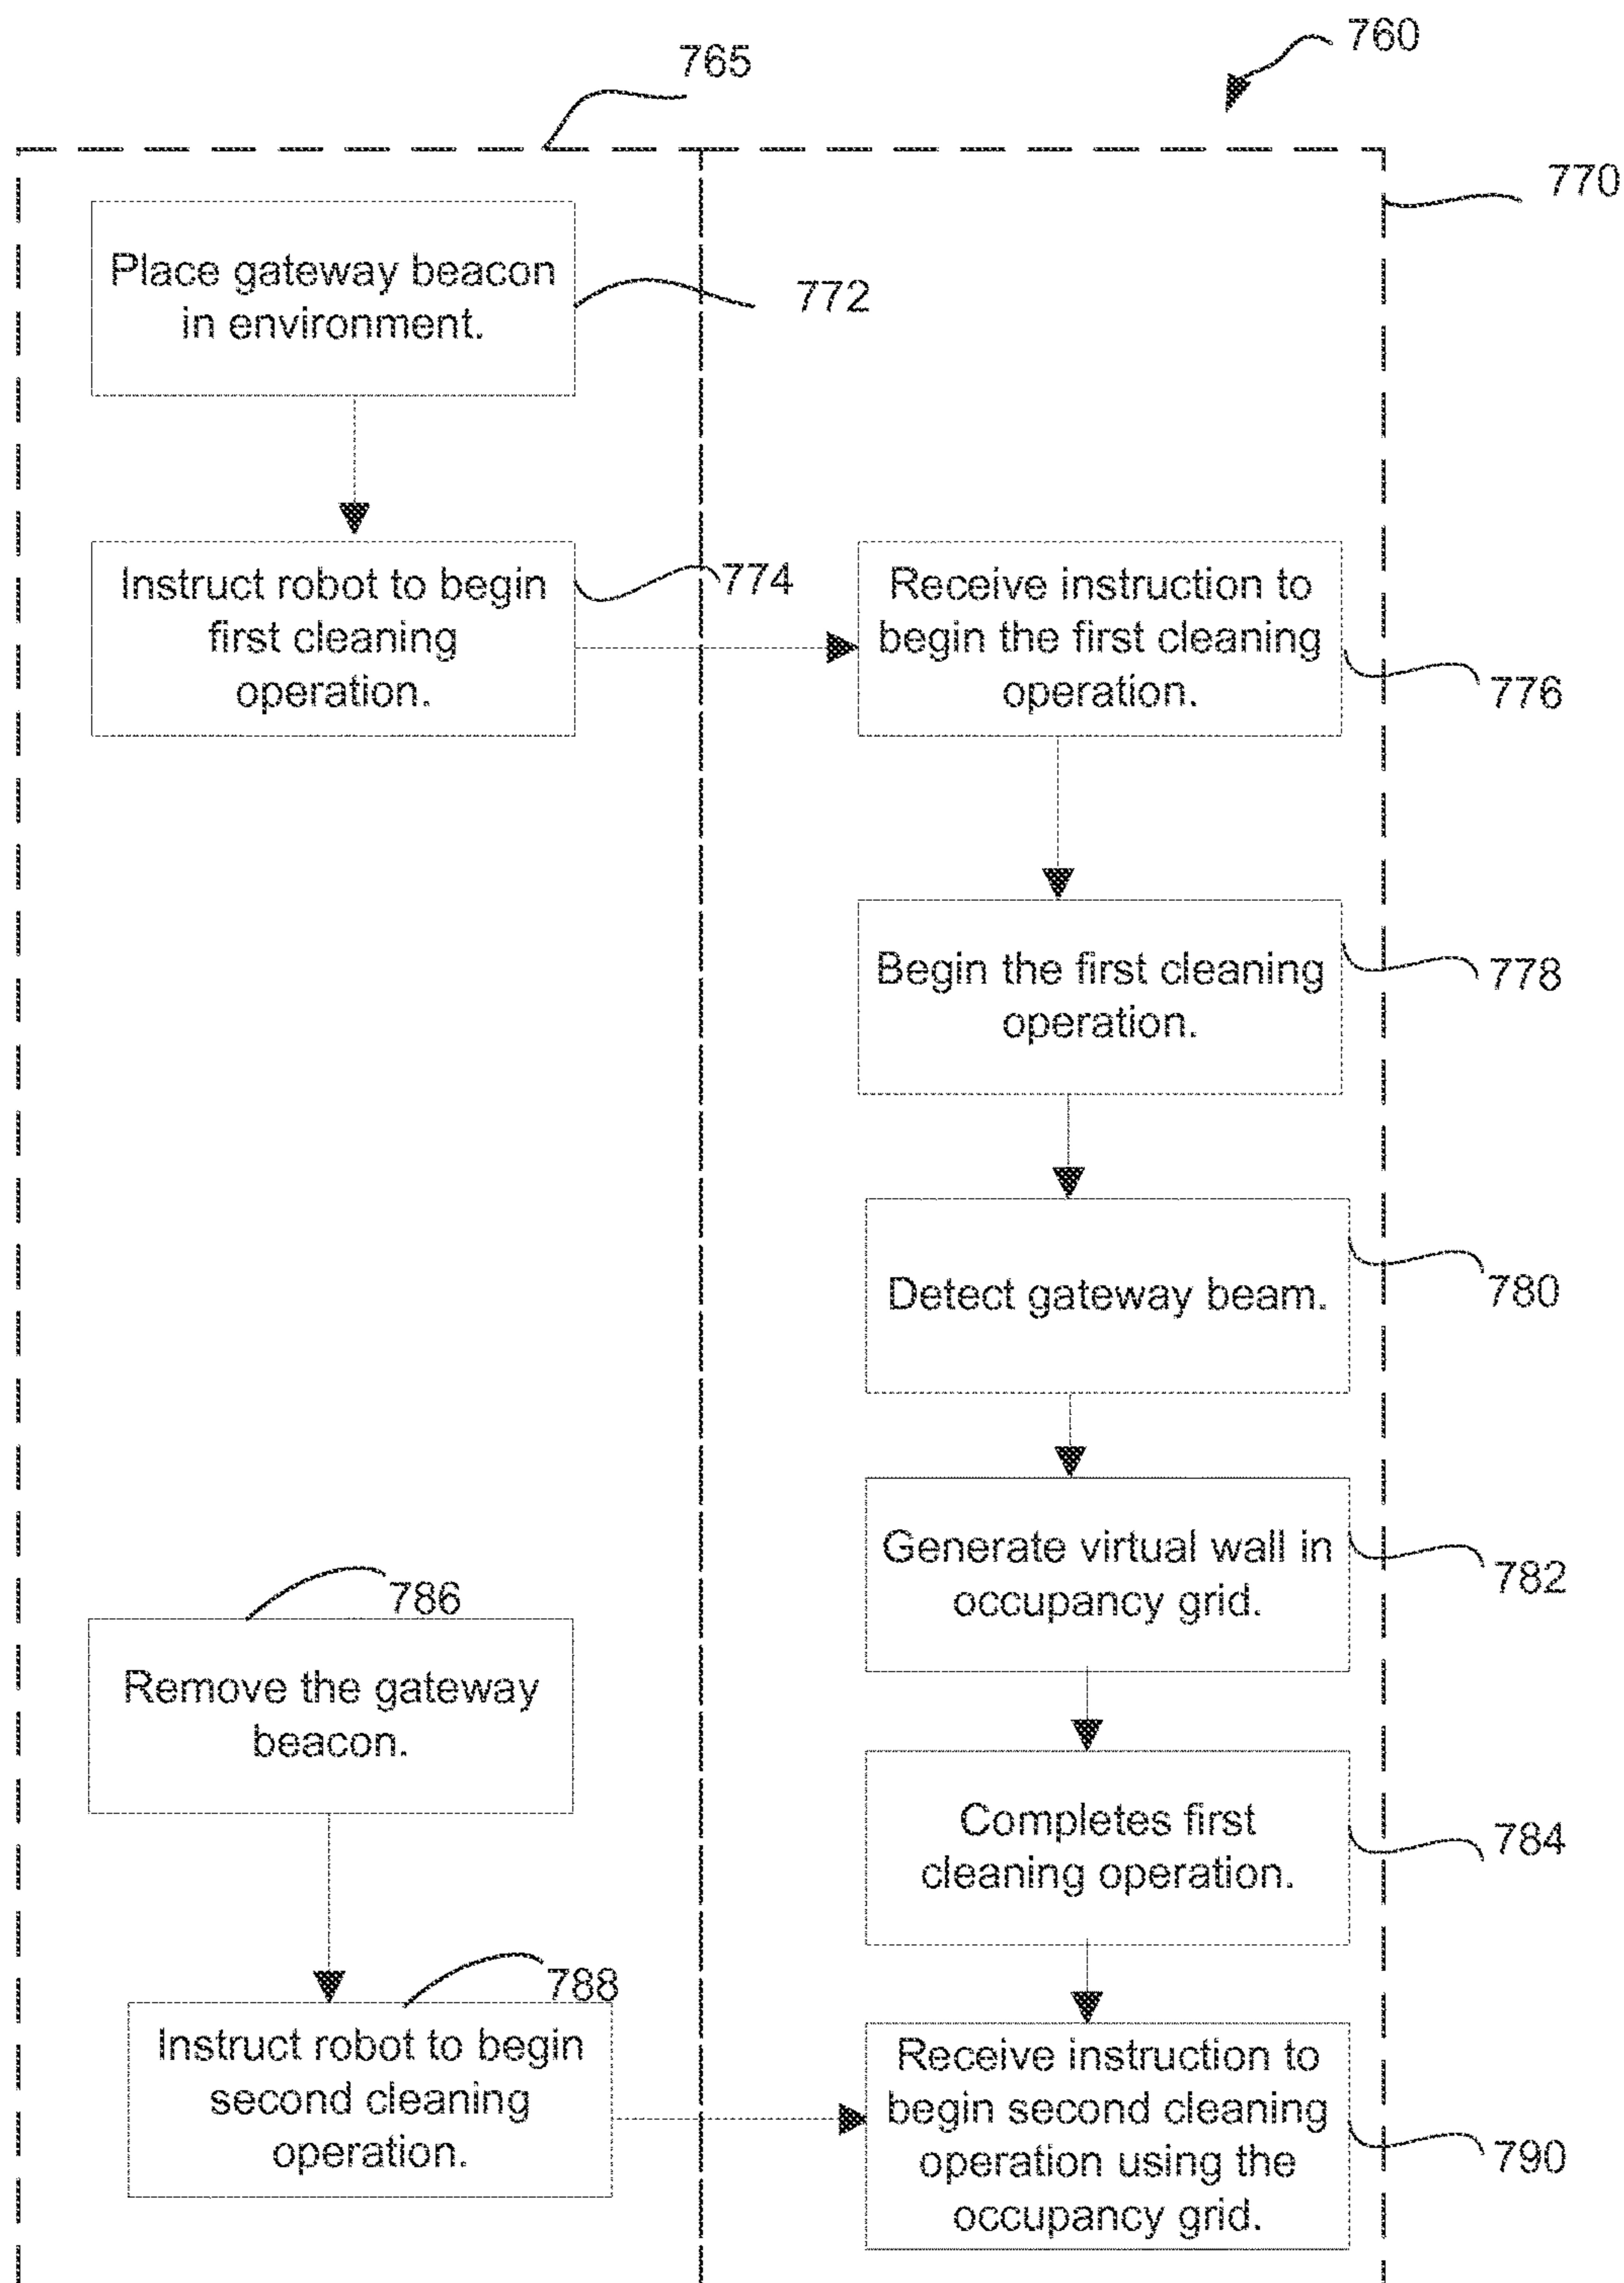 760
765
770
Place gateway beacon
in environment.
772
Instruct robot to begin
first cleaning
operation.
774
Receive instruction to
begin the first cleaning
operation.
776
Begin the first cleaning
operation.
778
Detect gateway beam.
780
Generate virtual wall in
occupancy grid.
782
786
Remove the gateway
beacon.
Completes first
cleaning operation.
784
788
Instruct robot to begin
second cleaning
operation.
Receive instruction to
begin second cleaning
operation using the
occupancy grid.
790